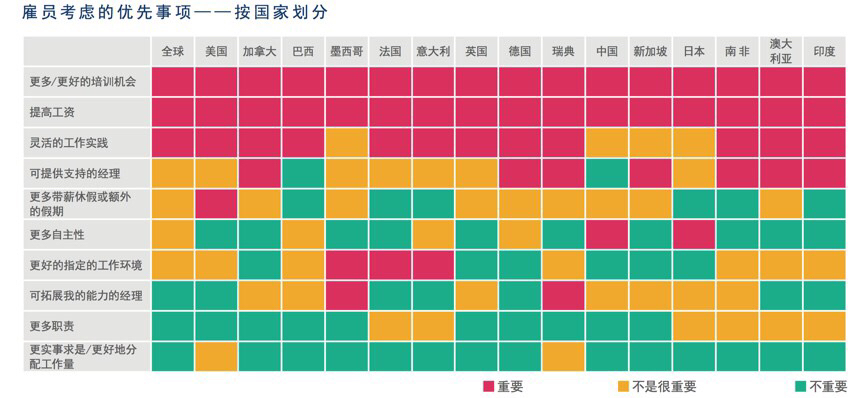 雇员考虑的优先事项——按国家划分
全球 美国 加拿大 巴西 墨西哥 法国 意大利 英国 德国 瑞典 中国 新加坡 日本 南非 澳大利亚 印度
更多/更好的培训机会
提高工资
灵活的工作实践
可提供支持的经理
更多带薪休假或额外
的假期
更多自主性
更好的指定的工作环境
可拓展我的能力的经理
更多职责
更实事求是/更好地分
配工作量
重要 不是很重要 不重要